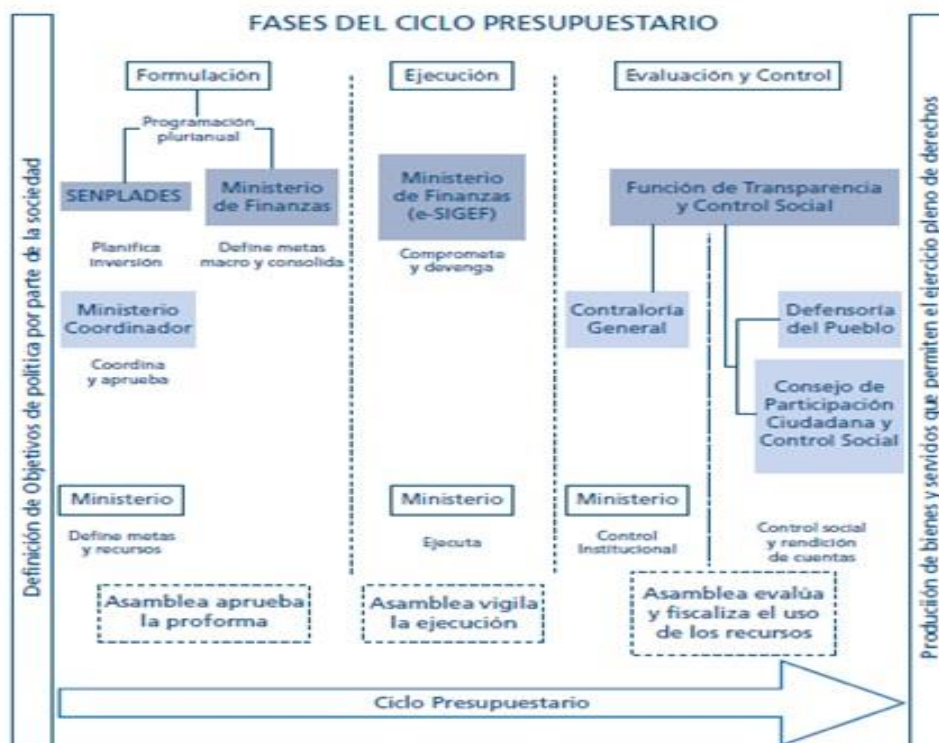 FASES DEL CICLO PRESUPUESTARIO
Definición de Objetivos de política por parte de la sociedad
Formulación
Programación
plurianual
SENPLADES
Planifica
inversión
Ministerio
de Finanzas
Define metas
macro y consolida
Ministerio
Coordinador
Coordina
y aprueba
Ministerio
Define metas
y recursos
Asamblea aprueba
la proforma
Ejecución
Ministerio
de Finanzas
(e-SIGEF)
Compromete
y devenga
Ministerio
Ejecuta
Asamblea vigila
la ejecución
Evaluación y Control
Función de Transparencia
y Control Social
Contraloría
General
Defensoría
del Pueblo
Consejo de
Participación
Ciudadana y
Control Social
Ministerio
Control
Institucional
Control social
y rendición
de cuentas
Asamblea evalúa
y fiscaliza el uso
de los recursos
Ciclo Presupuestario
Produciión de bienes y servicios que permiten el ejercicio pleno de derechos